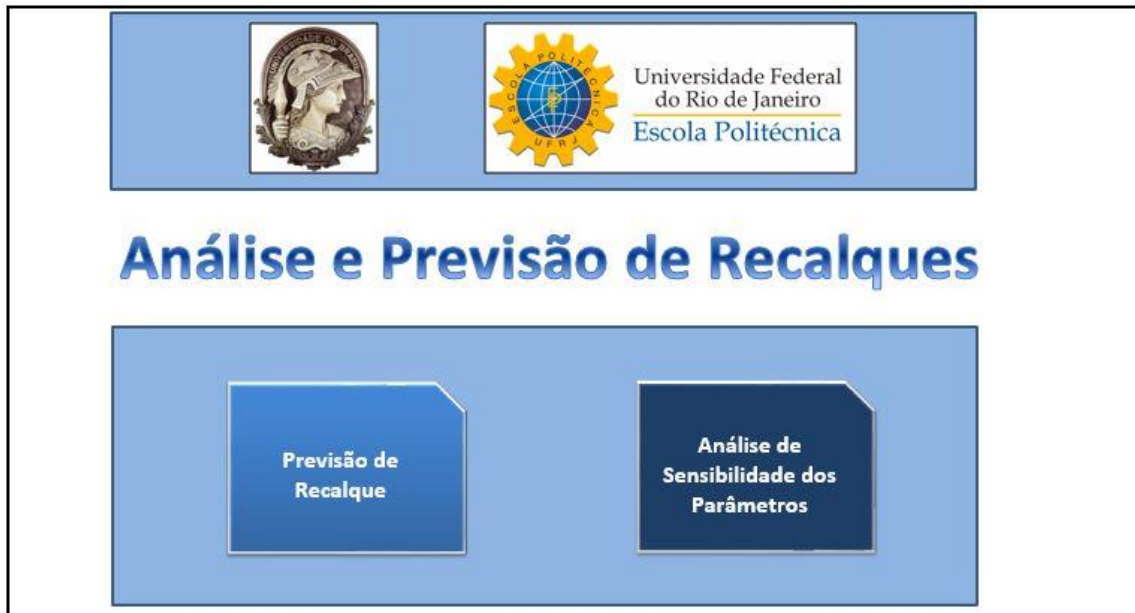 UNIVERSIDADE DO BRASIL
ESCOLA POLITÉCNICA
UFRJ
Universidade Federal
do Rio de Janeiro
Escola Politécnica
Análise e Previsão de Recalques
Previsão de
Recalque
Análise de
Sensibilidade dos
Parâmetros